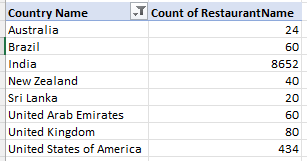 Country Name Count of RestaurantName
Australia 24
Brazil 60
India 8652
New Zealand 40
Sri Lanka 20
United Arab Emirates 60
United Kingdom 80
United States of America 434